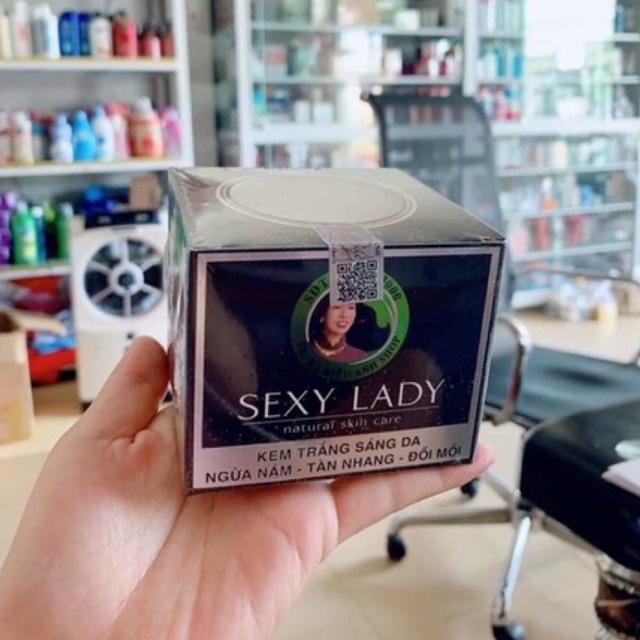 SEXY LADY
natural skin care
KEM TRẮNG SÁNG DA
NGỪA NÁM - TÀN NHANG - ĐỒI MỒI